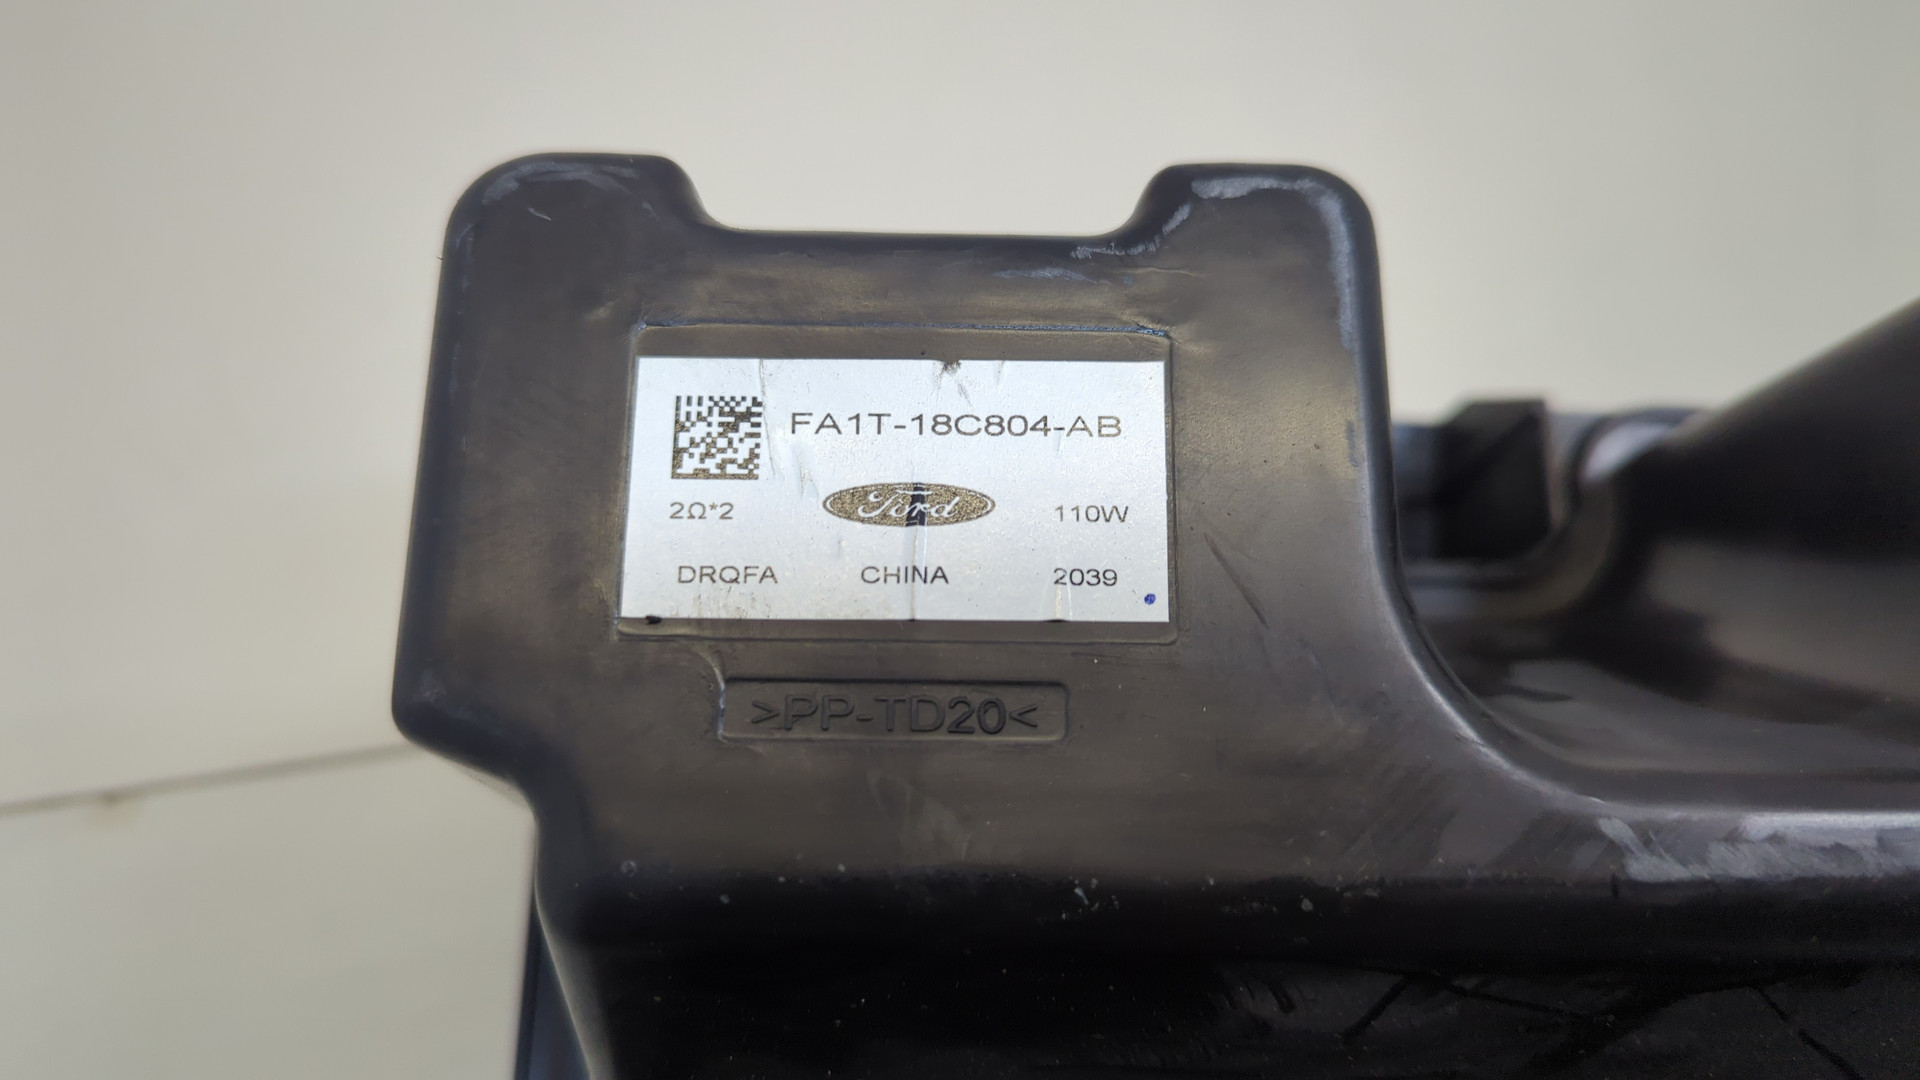 FA1T-18C804-AB
2Ω*2 Ford 110W
DRQFA CHINA 2039
>PP-TD20<